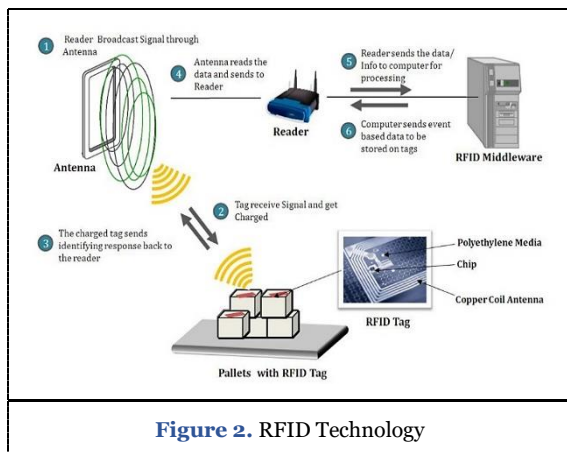 1 Reader Broadcast Signal through
Antenna
4 Antenna reads the
data and sends to
Reader
5 Reader sends the data/
Info to computer for
processing
6 Computer sends event
based data to be
stored on tags
Reader
RFID Middleware
Antenna
2 Tag receive Signal and get
Charged
3 The charged tag sends
identifying response back to
the reader
Polyethylene Media
Chip
Copper Coil Antenna
RFID Tag
Pallets with RFID Tag
Figure 2. RFID Technology